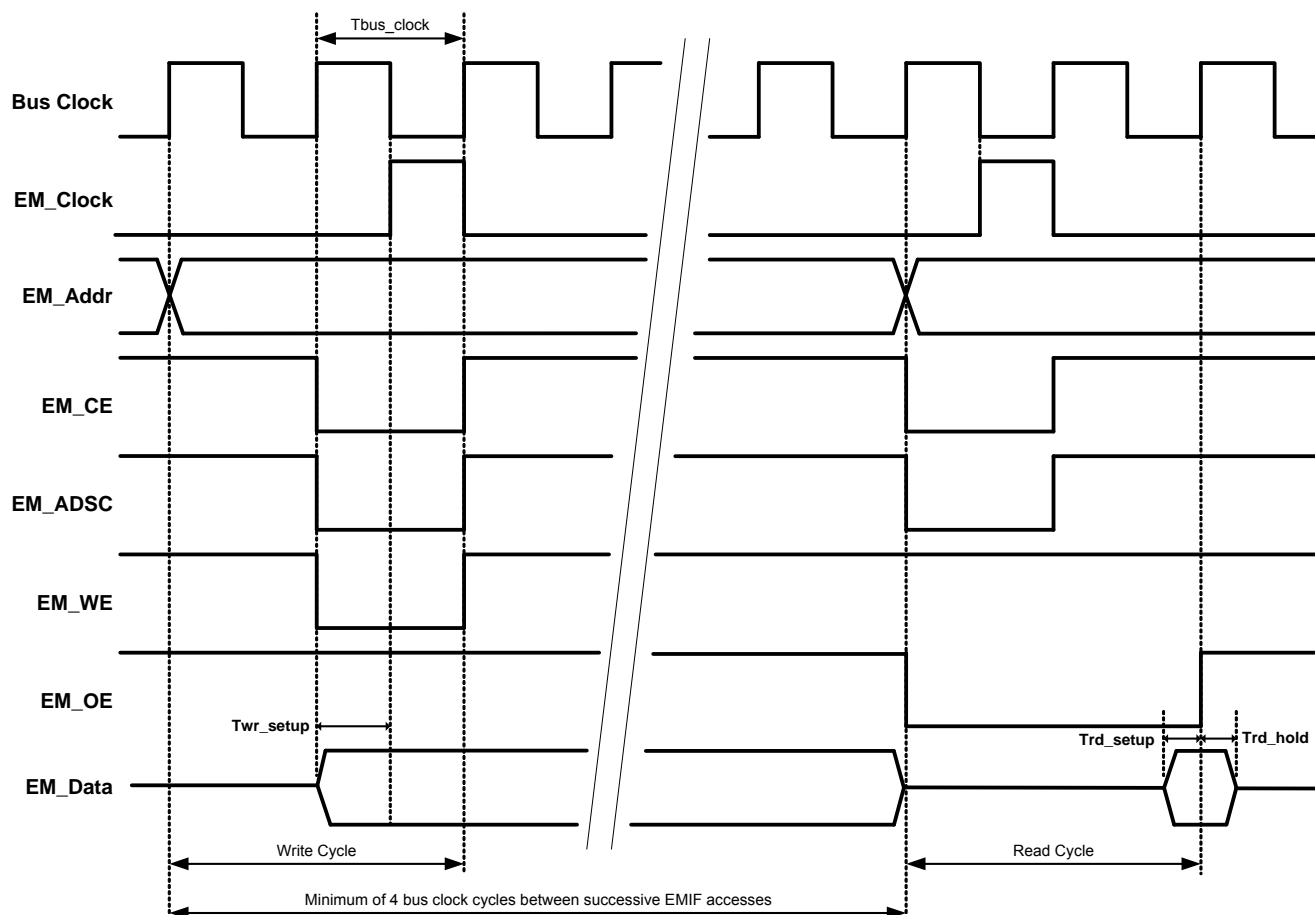 Tbus_clock
Bus Clock
EM_Clock
EM_Addr
EM_CE
EM_ADSC
EM_WE
EM_OE
Twr_setup
Trd_setup
Trd_hold
EM_Data
Write Cycle
Read Cycle
Minimum of 4 bus clock cycles between successive EMIF accesses